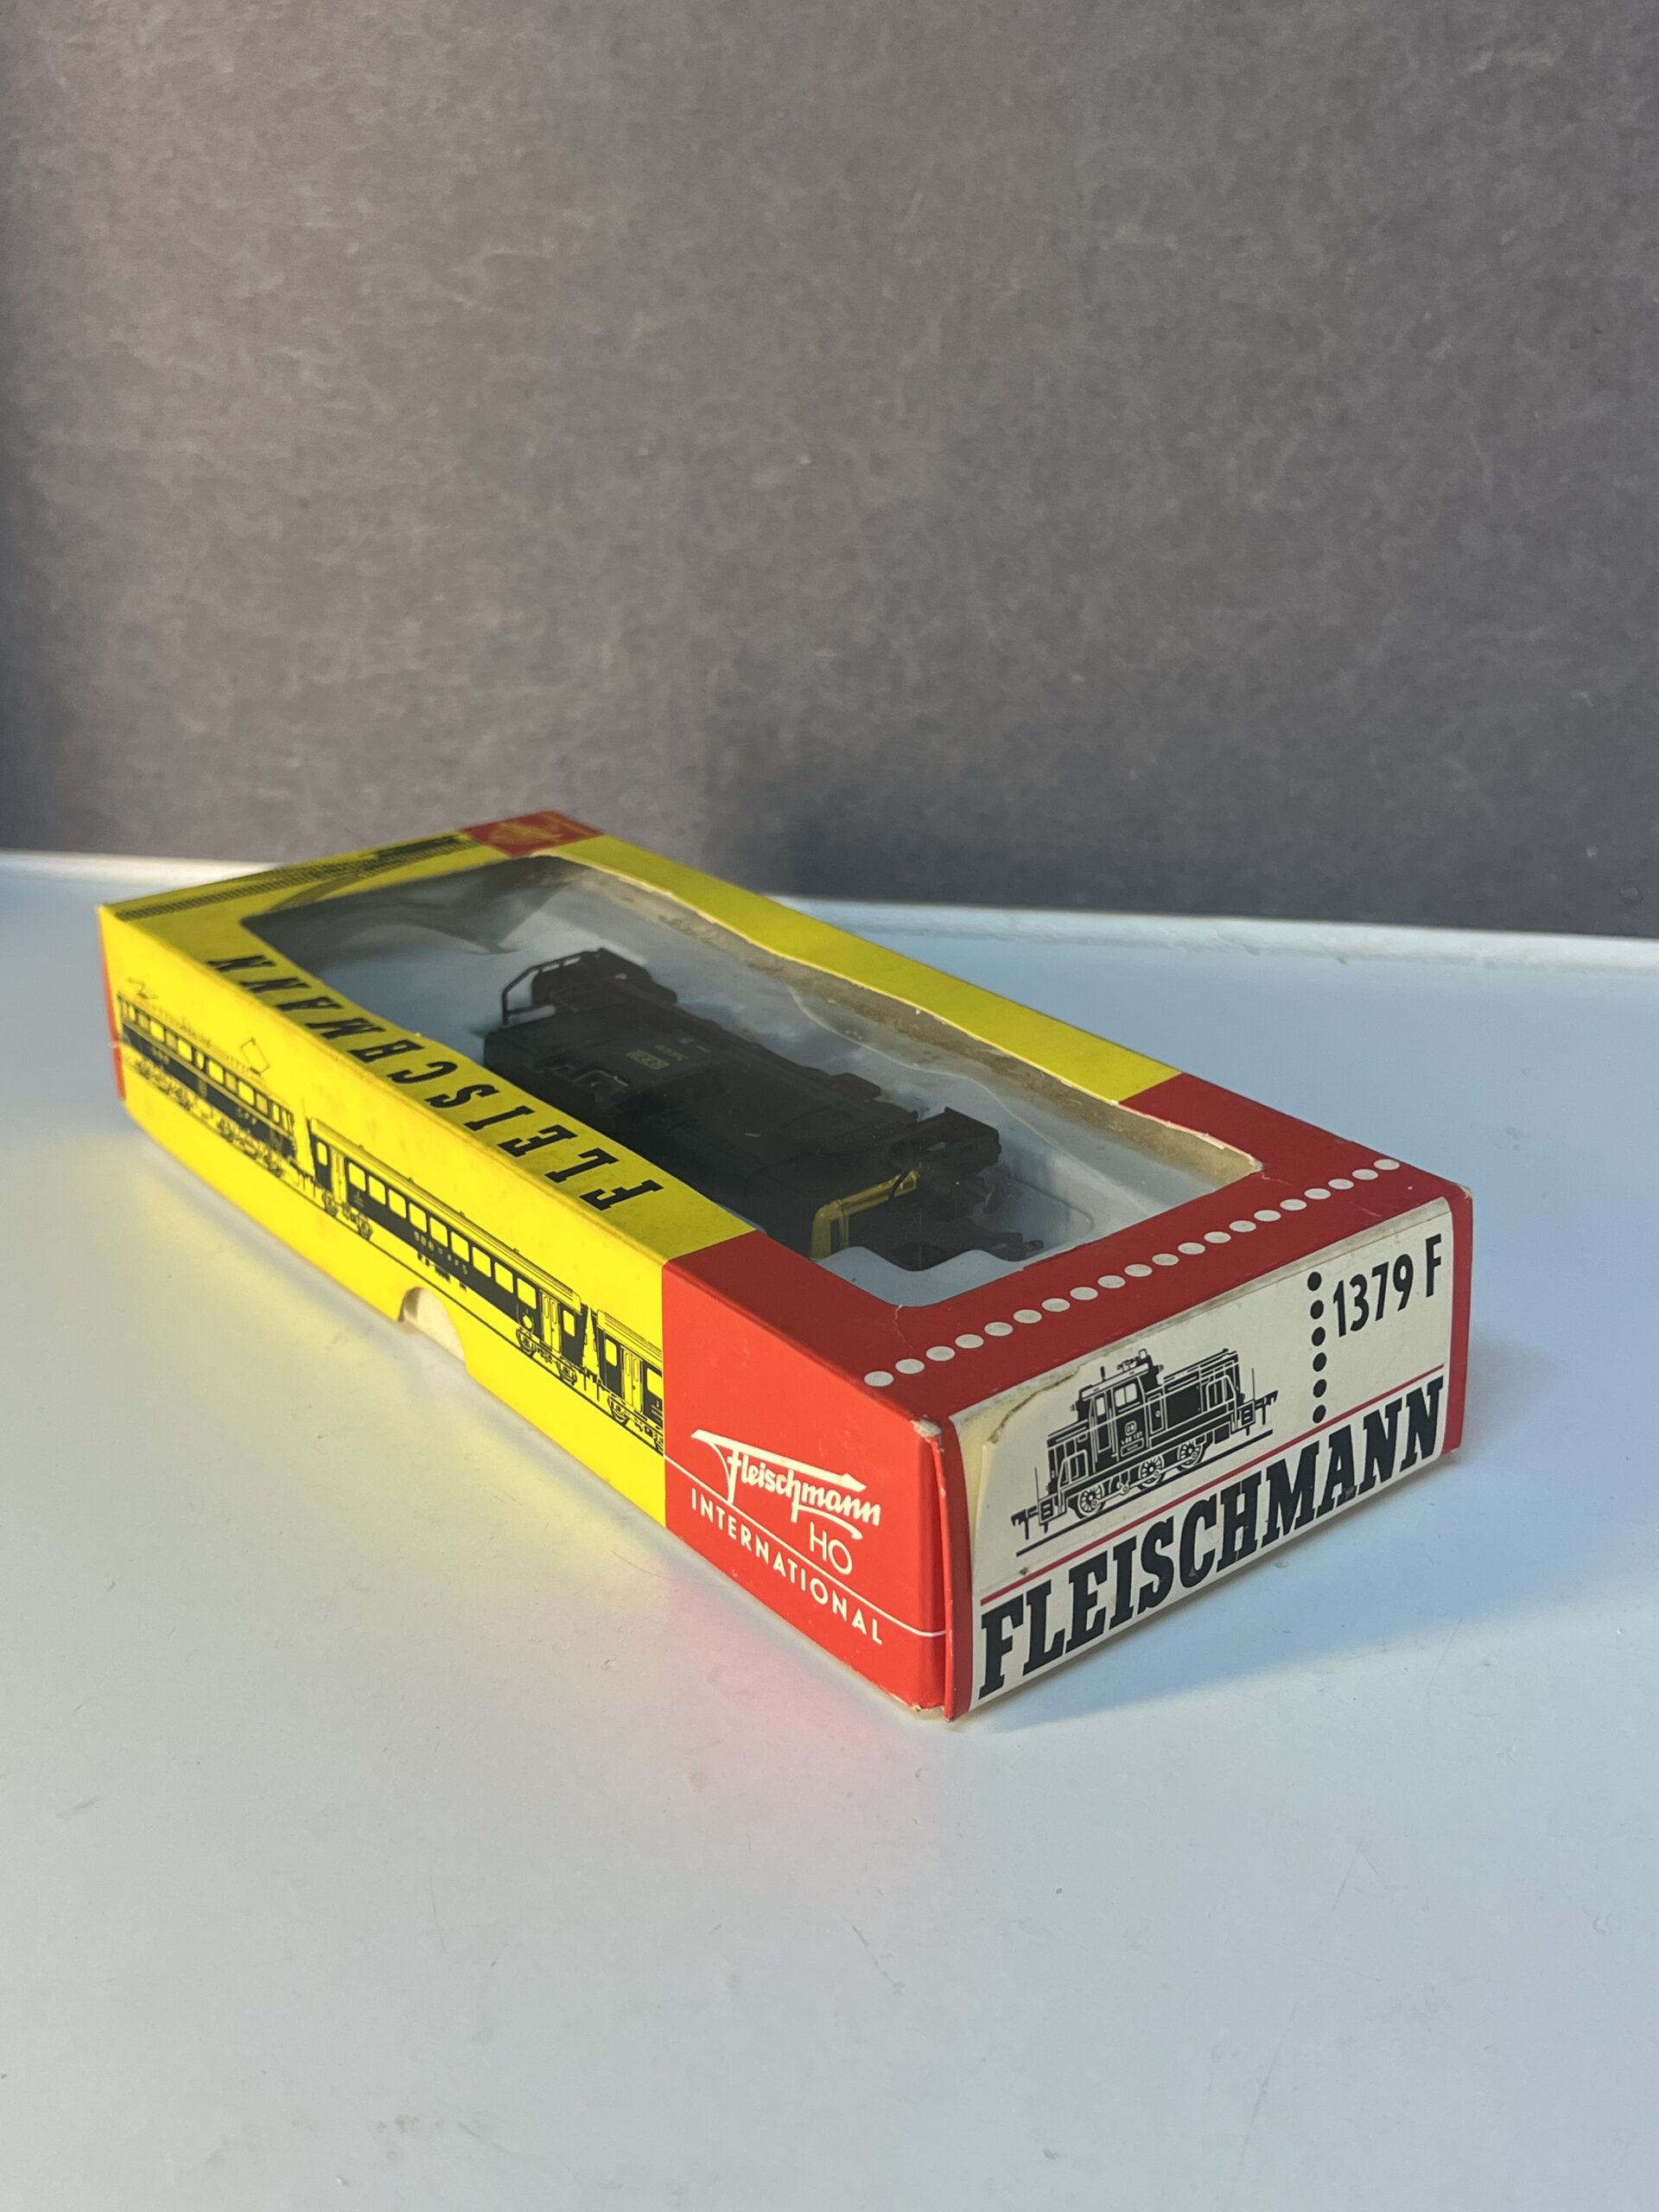 FLEISCHMANN
Fleischmann
HO
INTERNATIONAL
1379 F
FLEISCHMANN